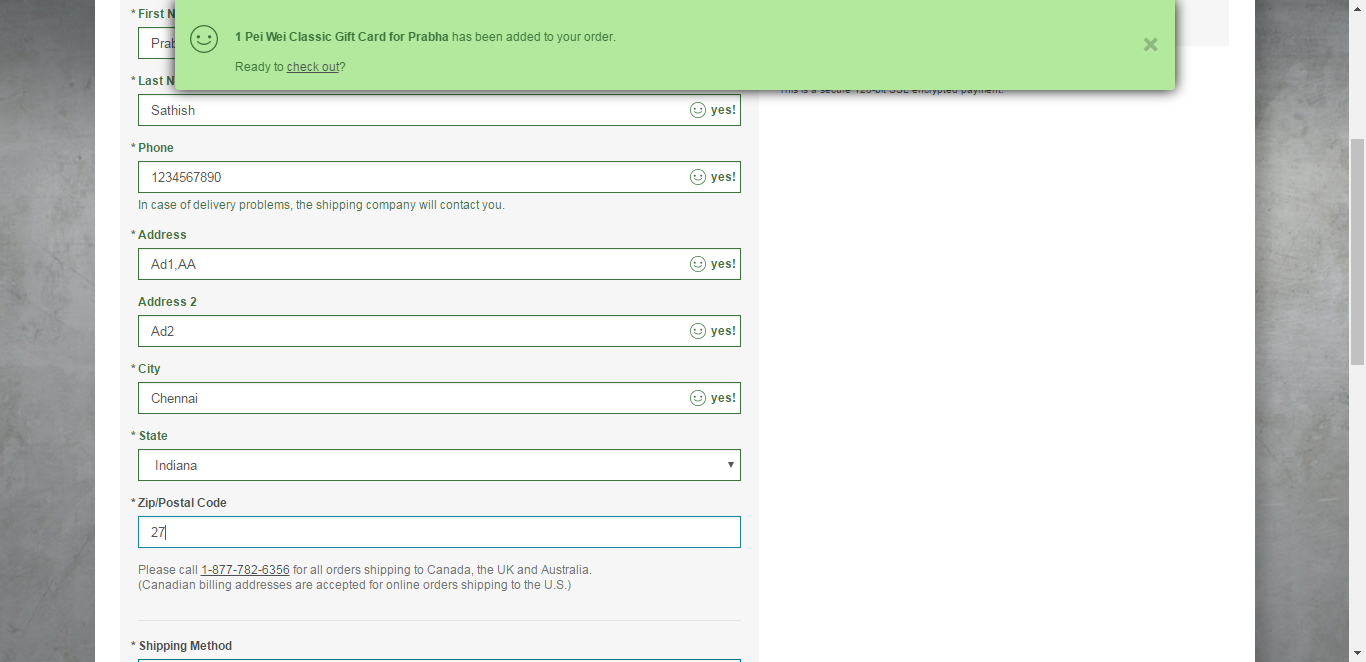 * First N
1 Pei Wei Classic Gift Card for Prabha has been added to your order.
Prab
Ready to check out?
* Last N
This is a secure 128-bit SSL encrypted payment.
Sathish yes!
* Phone
1234567890 yes!
In case of delivery problems, the shipping company will contact you.
* Address
Ad1,AA yes!
Address 2
Ad2 yes!
* City
Chennai yes!
* State
Indiana
* Zip/Postal Code
27
Please call 1-877-782-6356 for all orders shipping to Canada, the UK and Australia.
(Canadian billing addresses are accepted for online orders shipping to the U.S.)
* Shipping Method